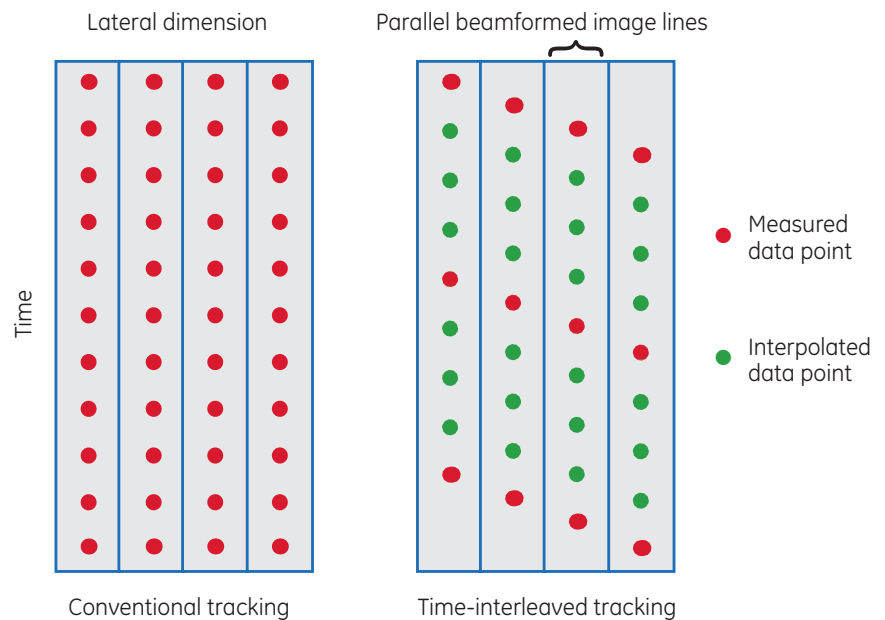 Lateral dimension
Parallel beamformed image lines
Time
Measured
data point
Interpolated
data point
Conventional tracking
Time-interleaved tracking